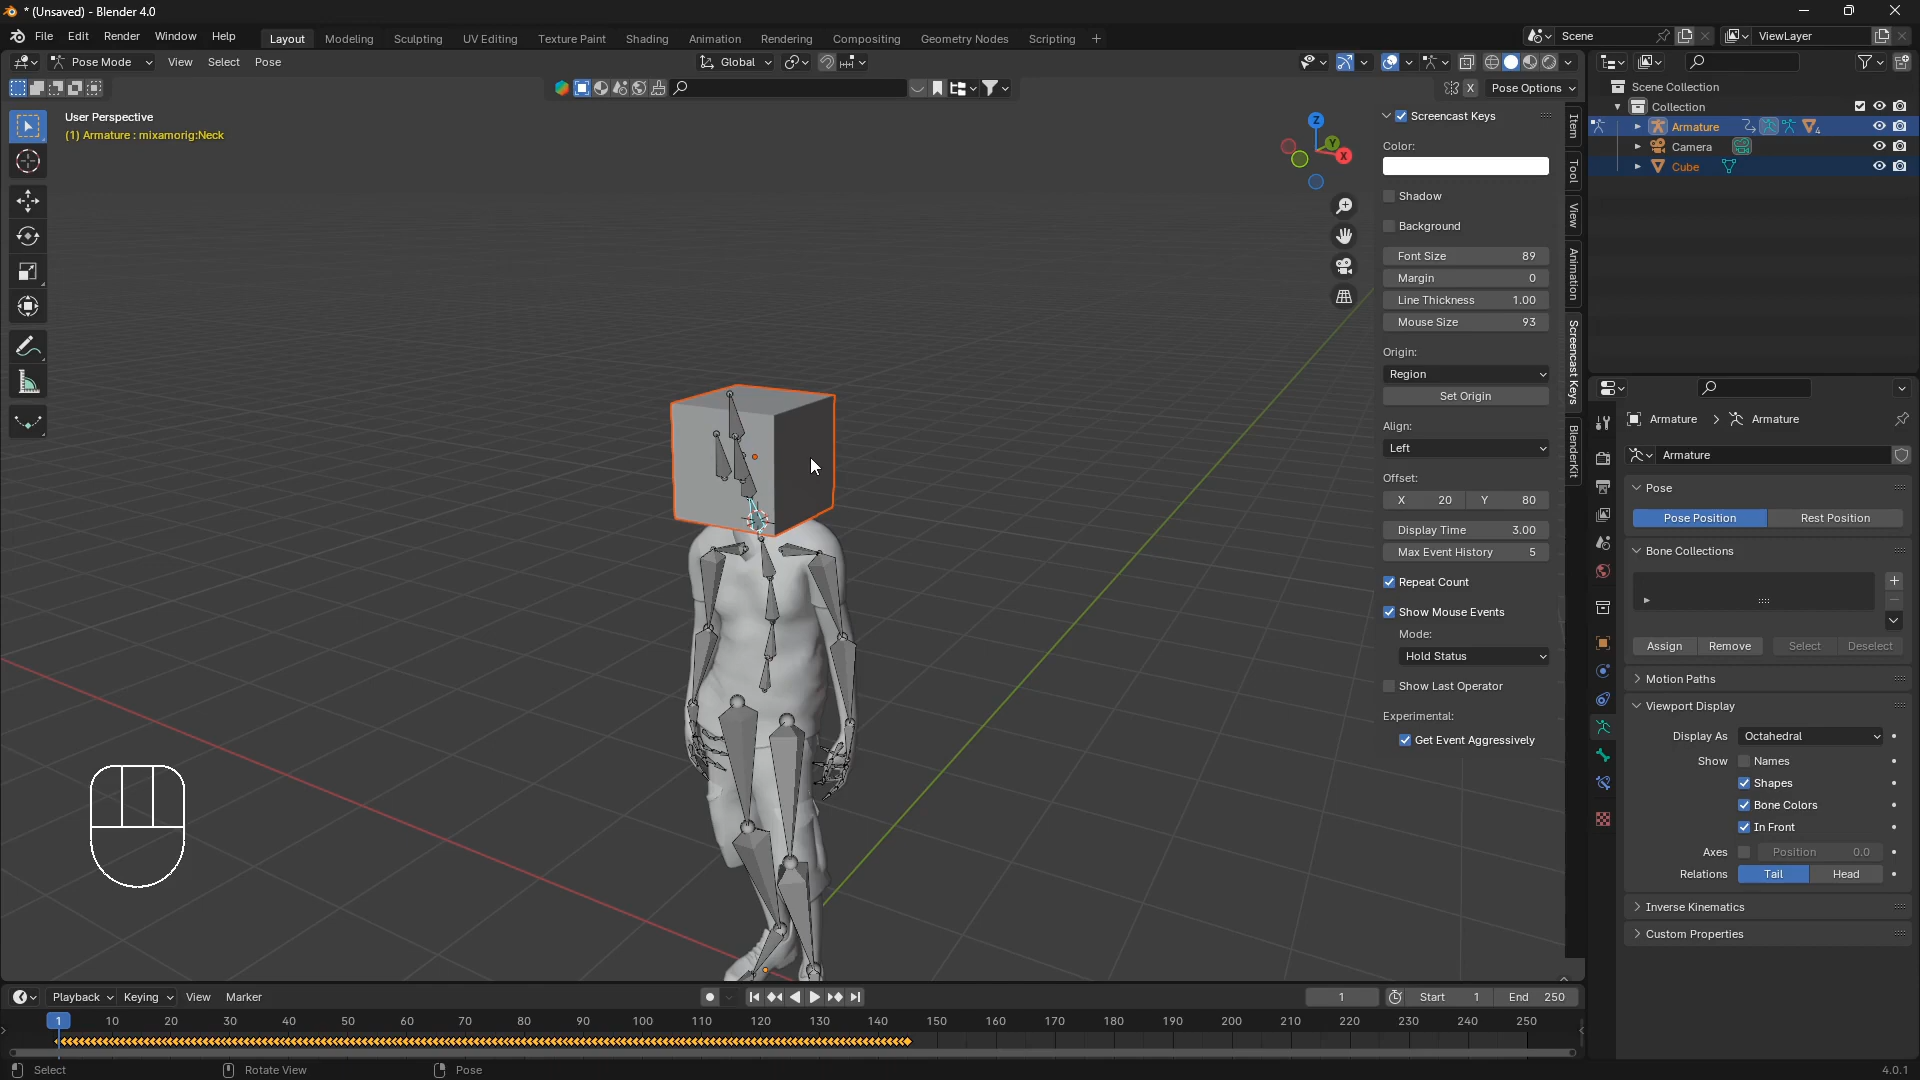 * (Unsaved) - Blender 4.0
File Edit Render Window Help
Layout Modeling Sculpting UV Editing Texture Paint Shading Animation Rendering Compositing Geometry Nodes Scripting +
Scene
ViewLayer
Pose Mode View Select Pose
Global
X Pose Options
User Perspective
(1) Armature : mixamorig:Neck
Z
Y
X
Screencast Keys
Color:
Shadow
Background
Font Size 89
Margin 0
Line Thickness 1.00
Mouse Size 93
Origin:
Region
Set Origin
Align:
Left
Offset:
X 20 Y 80
Display Time 3.00
Max Event History 5
Repeat Count
Show Mouse Events
Mode:
Hold Status
Show Last Operator
Experimental:
Get Event Aggressively
Item
Tool
View
Animation
Screencast Keys
BlenderKit
Scene Collection
Collection
Armature 4
Camera
Cube
Armature > Armature
Armature
Pose
Pose Position Rest Position
Bone Collections
Assign Remove Select Deselect
Motion Paths
Viewport Display
Display As Octahedral
Show Names
Shapes
Bone Colors
In Front
Axes Position 0.0
Relations Tail Head
Inverse Kinematics
Custom Properties
Playback Keying View Marker
1 Start 1 End 250
1 10 20 30 40 50 60 70 80 90 100 110 120 130 140 150 160 170 180 190 200 210 220 230 240 250
Select Rotate View Pose
4.0.1